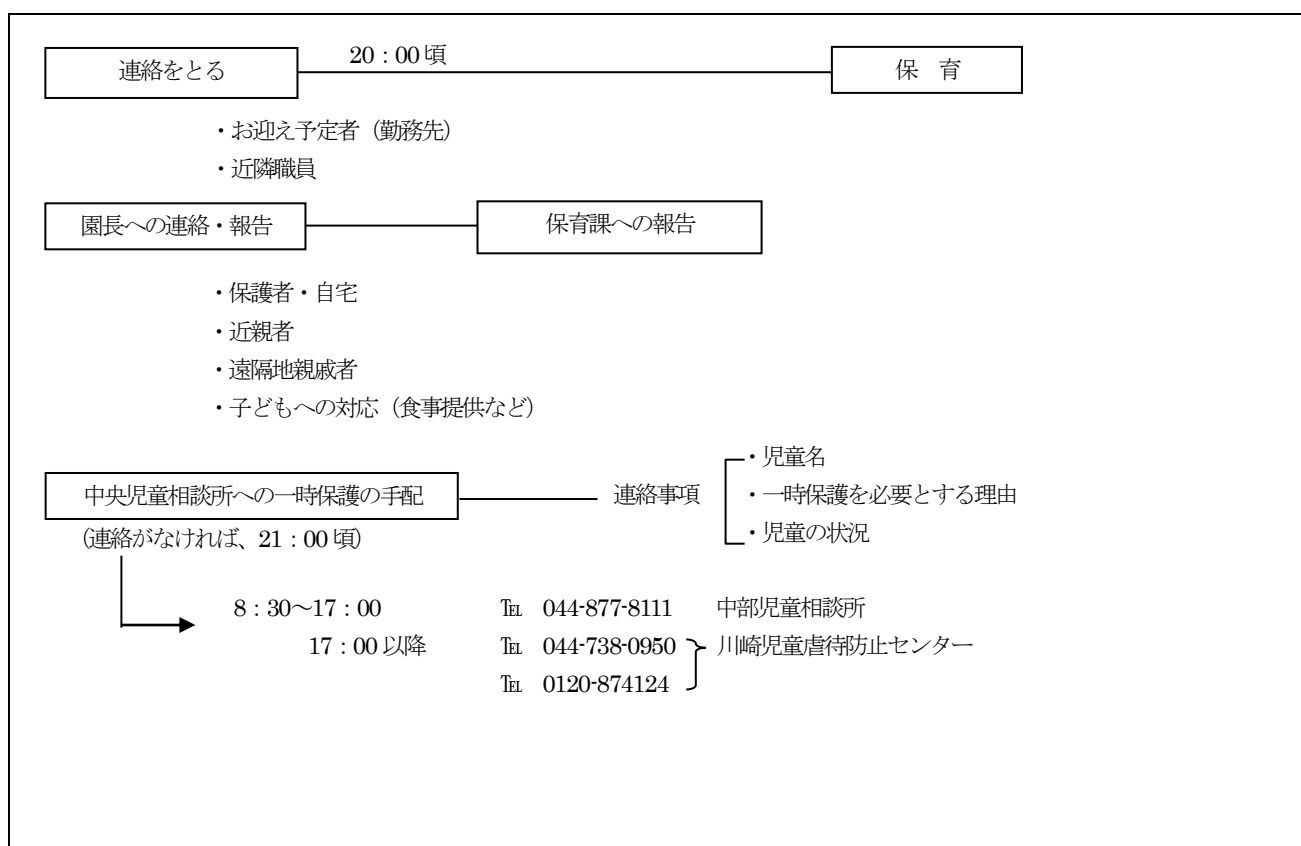 20:00頃
連絡をとる 保 育
・お迎え予定者(勤務先)
・近隣職員
園長への連絡・報告 保育課への報告
・保護者・自宅
・近親者
・遠隔地親戚者
・子どもへの対応(食事提供など)
・児童名
中央児童相談所への一時保護の手配 連絡事項 ・一時保護を必要とする理由
(連絡がなければ、21:00頃) ・児童の状況
8:30~17:00 ℡ 044-877-8111 中部児童相談所
17:00以降 ℡ 044-738-0950 川崎児童虐待防止センター
℡ 0120-874124